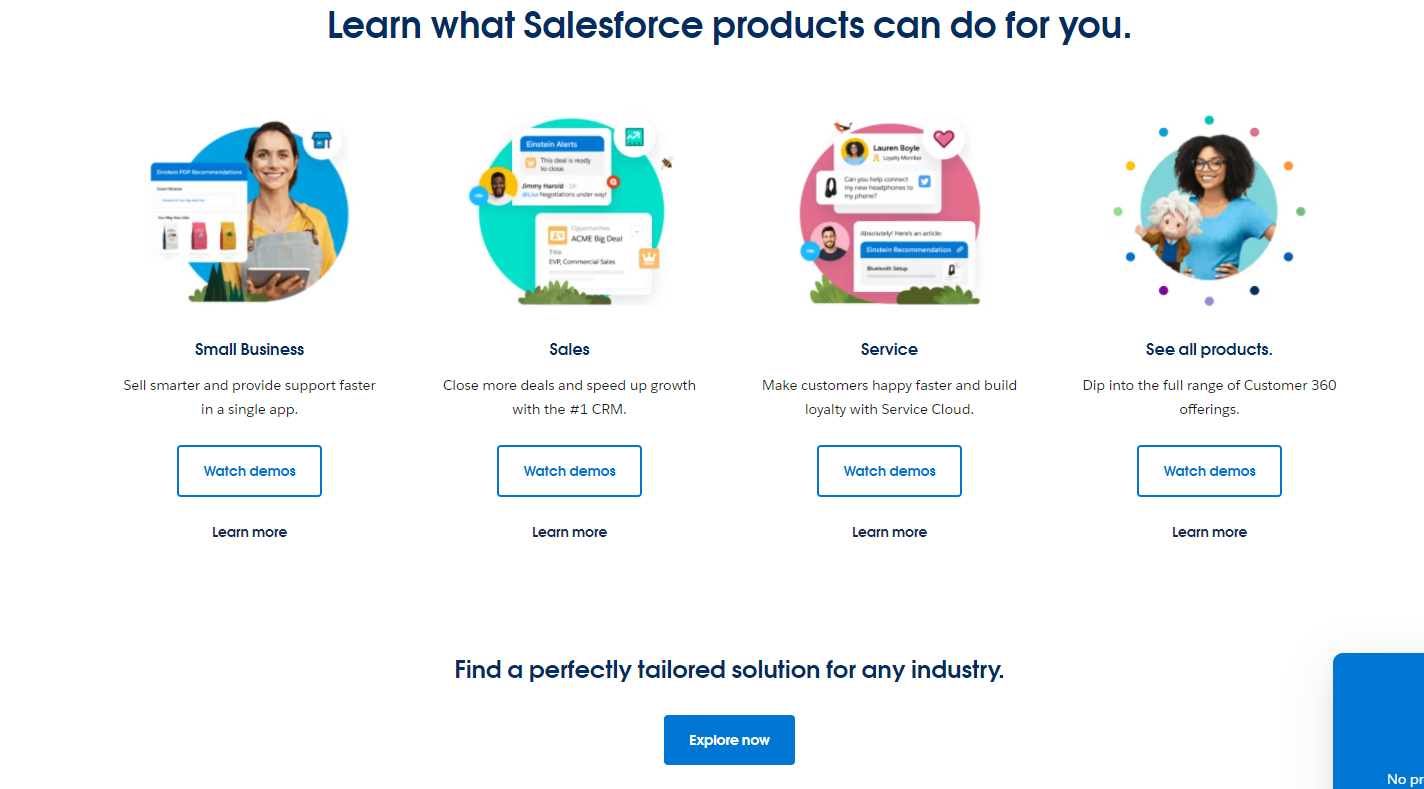 Learn what Salesforce products can do for you.
Einstein POP Recommendations
You May Also Like
Einstein Alerts
This deal is ready
to close.
Jimmy Harold · 1h
@Lisa Negotiations under way!
Opportunities
ACME Big Deal
Title
EVP, Commercial Sales
Lauren Boyle
Loyalty Member
Can you help connect
my new headphones to
my phone?
Absolutely! Here's an article:
Einstein Recommendation
Bluetooth Setup
Small Business
Sales
Service
See all products.
Sell smarter and provide support faster
in a single app.
Close more deals and speed up growth
with the #1 CRM.
Make customers happy faster and build
loyalty with Service Cloud.
Dip into the full range of Customer 360
offerings.
Watch demos
Watch demos
Watch demos
Watch demos
Learn more
Learn more
Learn more
Learn more
Find a perfectly tailored solution for any industry.
Explore now
No pr